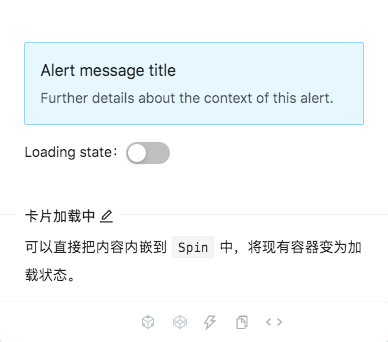 Alert message title
Further details about the context of this alert.
Loading state：
卡片加载中
可以直接把内容内嵌到 Spin 中，将现有容器变为加
载状态。